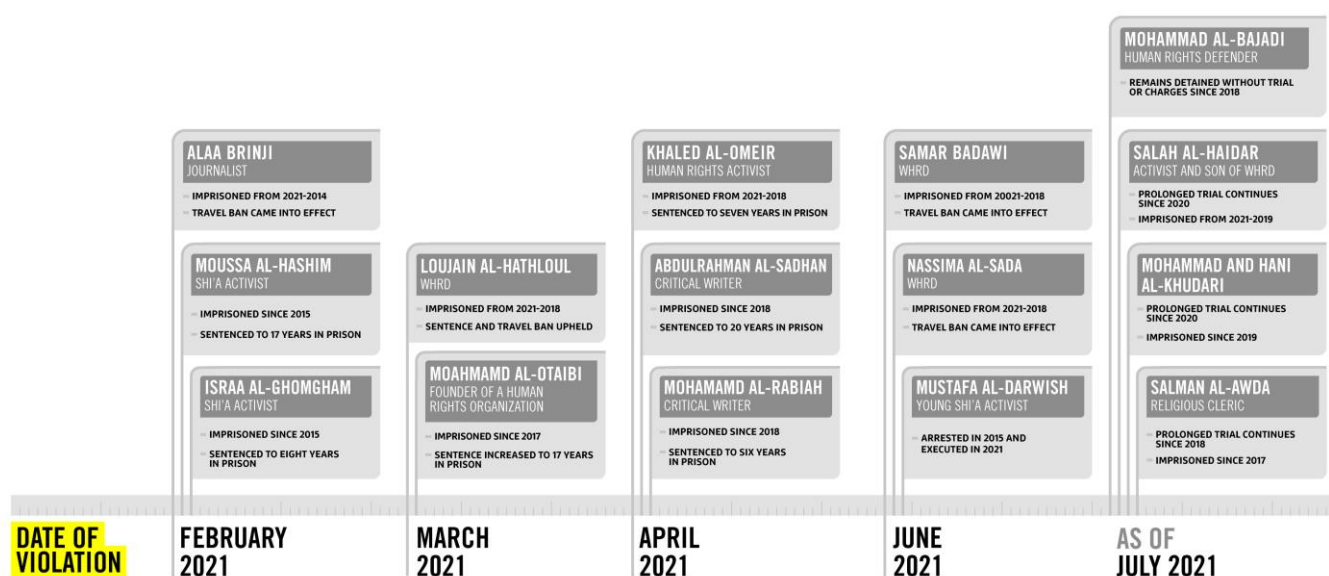 ALAA BRINJI
JOURNALIST
IMPRISONED FROM 2021-2014
TRAVEL BAN CAME INTO EFFECT
MOUSSA AL-HASHIM
SHI'A ACTIVIST
IMPRISONED SINCE 2015
SENTENCED TO 17 YEARS IN PRISON
ISRAA AL-GHOMGHAM
SHI'A ACTIVIST
IMPRISONED SINCE 2015
SENTENCED TO EIGHT YEARS
IN PRISON
LOUJAIN AL-HATHLOUL
WHRD
IMPRISONED FROM 2021-2018
SENTENCE AND TRAVEL BAN UPHELD
MOAHMAMD AL-OTAIBI
FOUNDER OF A HUMAN
RIGHTS ORGANIZATION
IMPRISONED SINCE 2017
SENTENCE INCREASED TO 17 YEARS
IN PRISON
KHALED AL-OMEIR
HUMAN RIGHTS ACTIVIST
IMPRISONED FROM 2021-2018
SENTENCED TO SEVEN YEARS IN PRISON
ABDULRAHMAN AL-SADHAN
CRITICAL WRITER
IMPRISONED SINCE 2018
SENTENCED TO 20 YEARS IN PRISON
MOHAMAMD AL-RABIAH
CRITICAL WRITER
IMPRISONED SINCE 2018
SENTENCED TO SIX YEARS
IN PRISON
SAMAR BADAWI
WHRD
IMPRISONED FROM 20021-2018
TRAVEL BAN CAME INTO EFFECT
NASSIMA AL-SADA
WHRD
IMPRISONED FROM 2021-2018
TRAVEL BAN CAME INTO EFFECT
MUSTAFA AL-DARWISH
YOUNG SHI'A ACTIVIST
ARRESTED IN 2015 AND
EXECUTED IN 2021
MOHAMMAD AL-BAJADI
HUMAN RIGHTS DEFENDER
REMAINS DETAINED WITHOUT TRIAL
OR CHARGES SINCE 2018
SALAH AL-HAIDAR
ACTIVIST AND SON OF WHRD
PROLONGED TRIAL CONTINUES
SINCE 2020
IMPRISONED FROM 2021-2019
MOHAMMAD AND HANI
AL-KHUDARI
PROLONGED TRIAL CONTINUES
SINCE 2020
IMPRISONED SINCE 2019
SALMAN AL-AWDA
RELIGIOUS CLERIC
PROLONGED TRIAL CONTINUES
SINCE 2018
IMPRISONED SINCE 2017
DATE OF
VIOLATION
FEBRUARY
2021
MARCH
2021
APRIL
2021
JUNE
2021
AS OF
JULY 2021